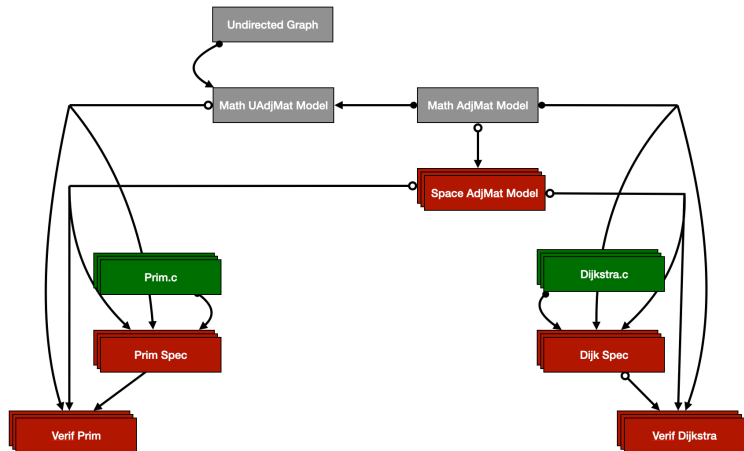 Undirected Graph
Math UAdjMat Model
Math AdjMat Model
Space AdjMat Model
Prim.c
Dijkstra.c
Prim Spec
Dijk Spec
Verif Prim
Verif Dijkstra